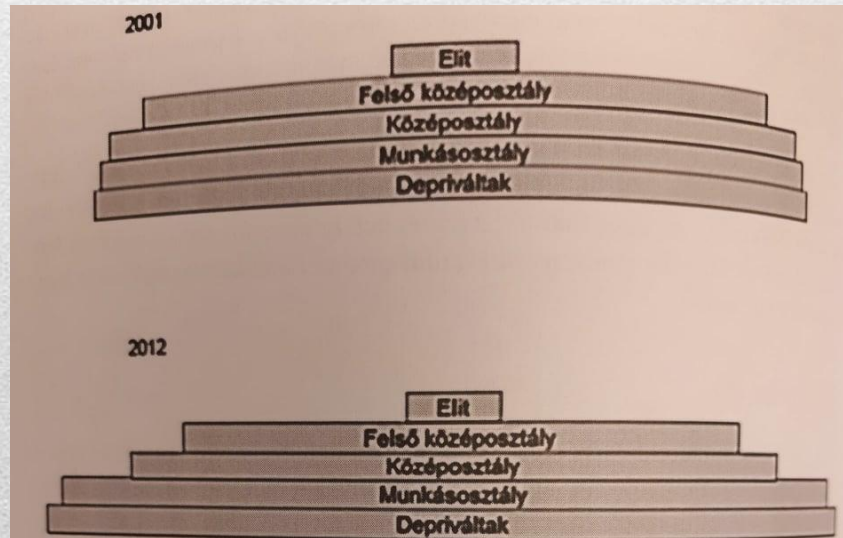 2001
Elit
Felső középosztály
Középosztály
Munkásosztály
Depriváltak
2012
Elit
Felső középosztály
Középosztály
Munkásosztály
Depriváltak